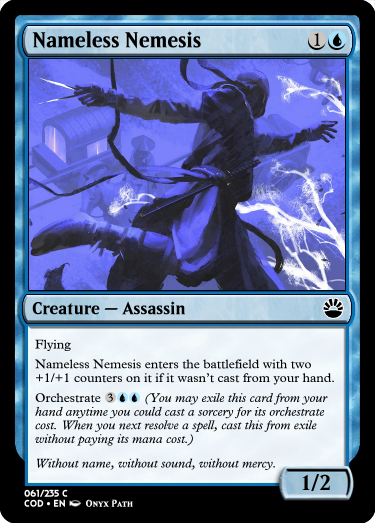 Nameless Nemesis 1
Creature — Assassin
Flying
Nameless Nemesis enters the battlefield with two
+1/+1 counters on it if it wasn't cast from your hand.
Orchestrate 3 (You may exile this card from your
hand anytime you could cast a sorcery for its orchestrate
cost. When you next resolve a spell, cast this from exile
without paying its mana cost.)
Without name, without sound, without mercy.
1/2
061/235 C
COD • EN Onyx Path